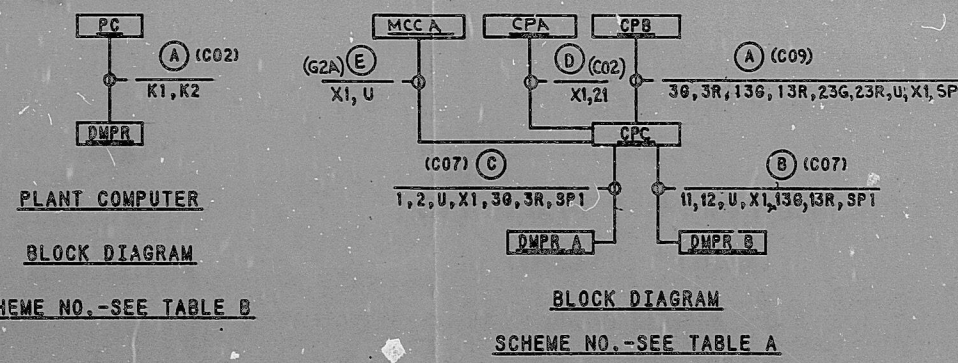 PC
(A) (C02)
K1, K2
DMPR
PLANT COMPUTER
BLOCK DIAGRAM
HEME NO.-SEE TABLE B
MCC A
CPA
CPB
(G2A) (E)
X1, U
(D) (C02)
X1,21
(A) (C09)
3G, 3R, 13G, 13R, 23G, 23R, U, X1, SP
CPC
(C07) (C)
1, 2, U, X1, 3G, 3R, SP1
(B) (C07)
11, 12, U, X1, 13G, 13R, SP1
DMPR A
DMPR B
BLOCK DIAGRAM
SCHEME NO.-SEE TABLE A